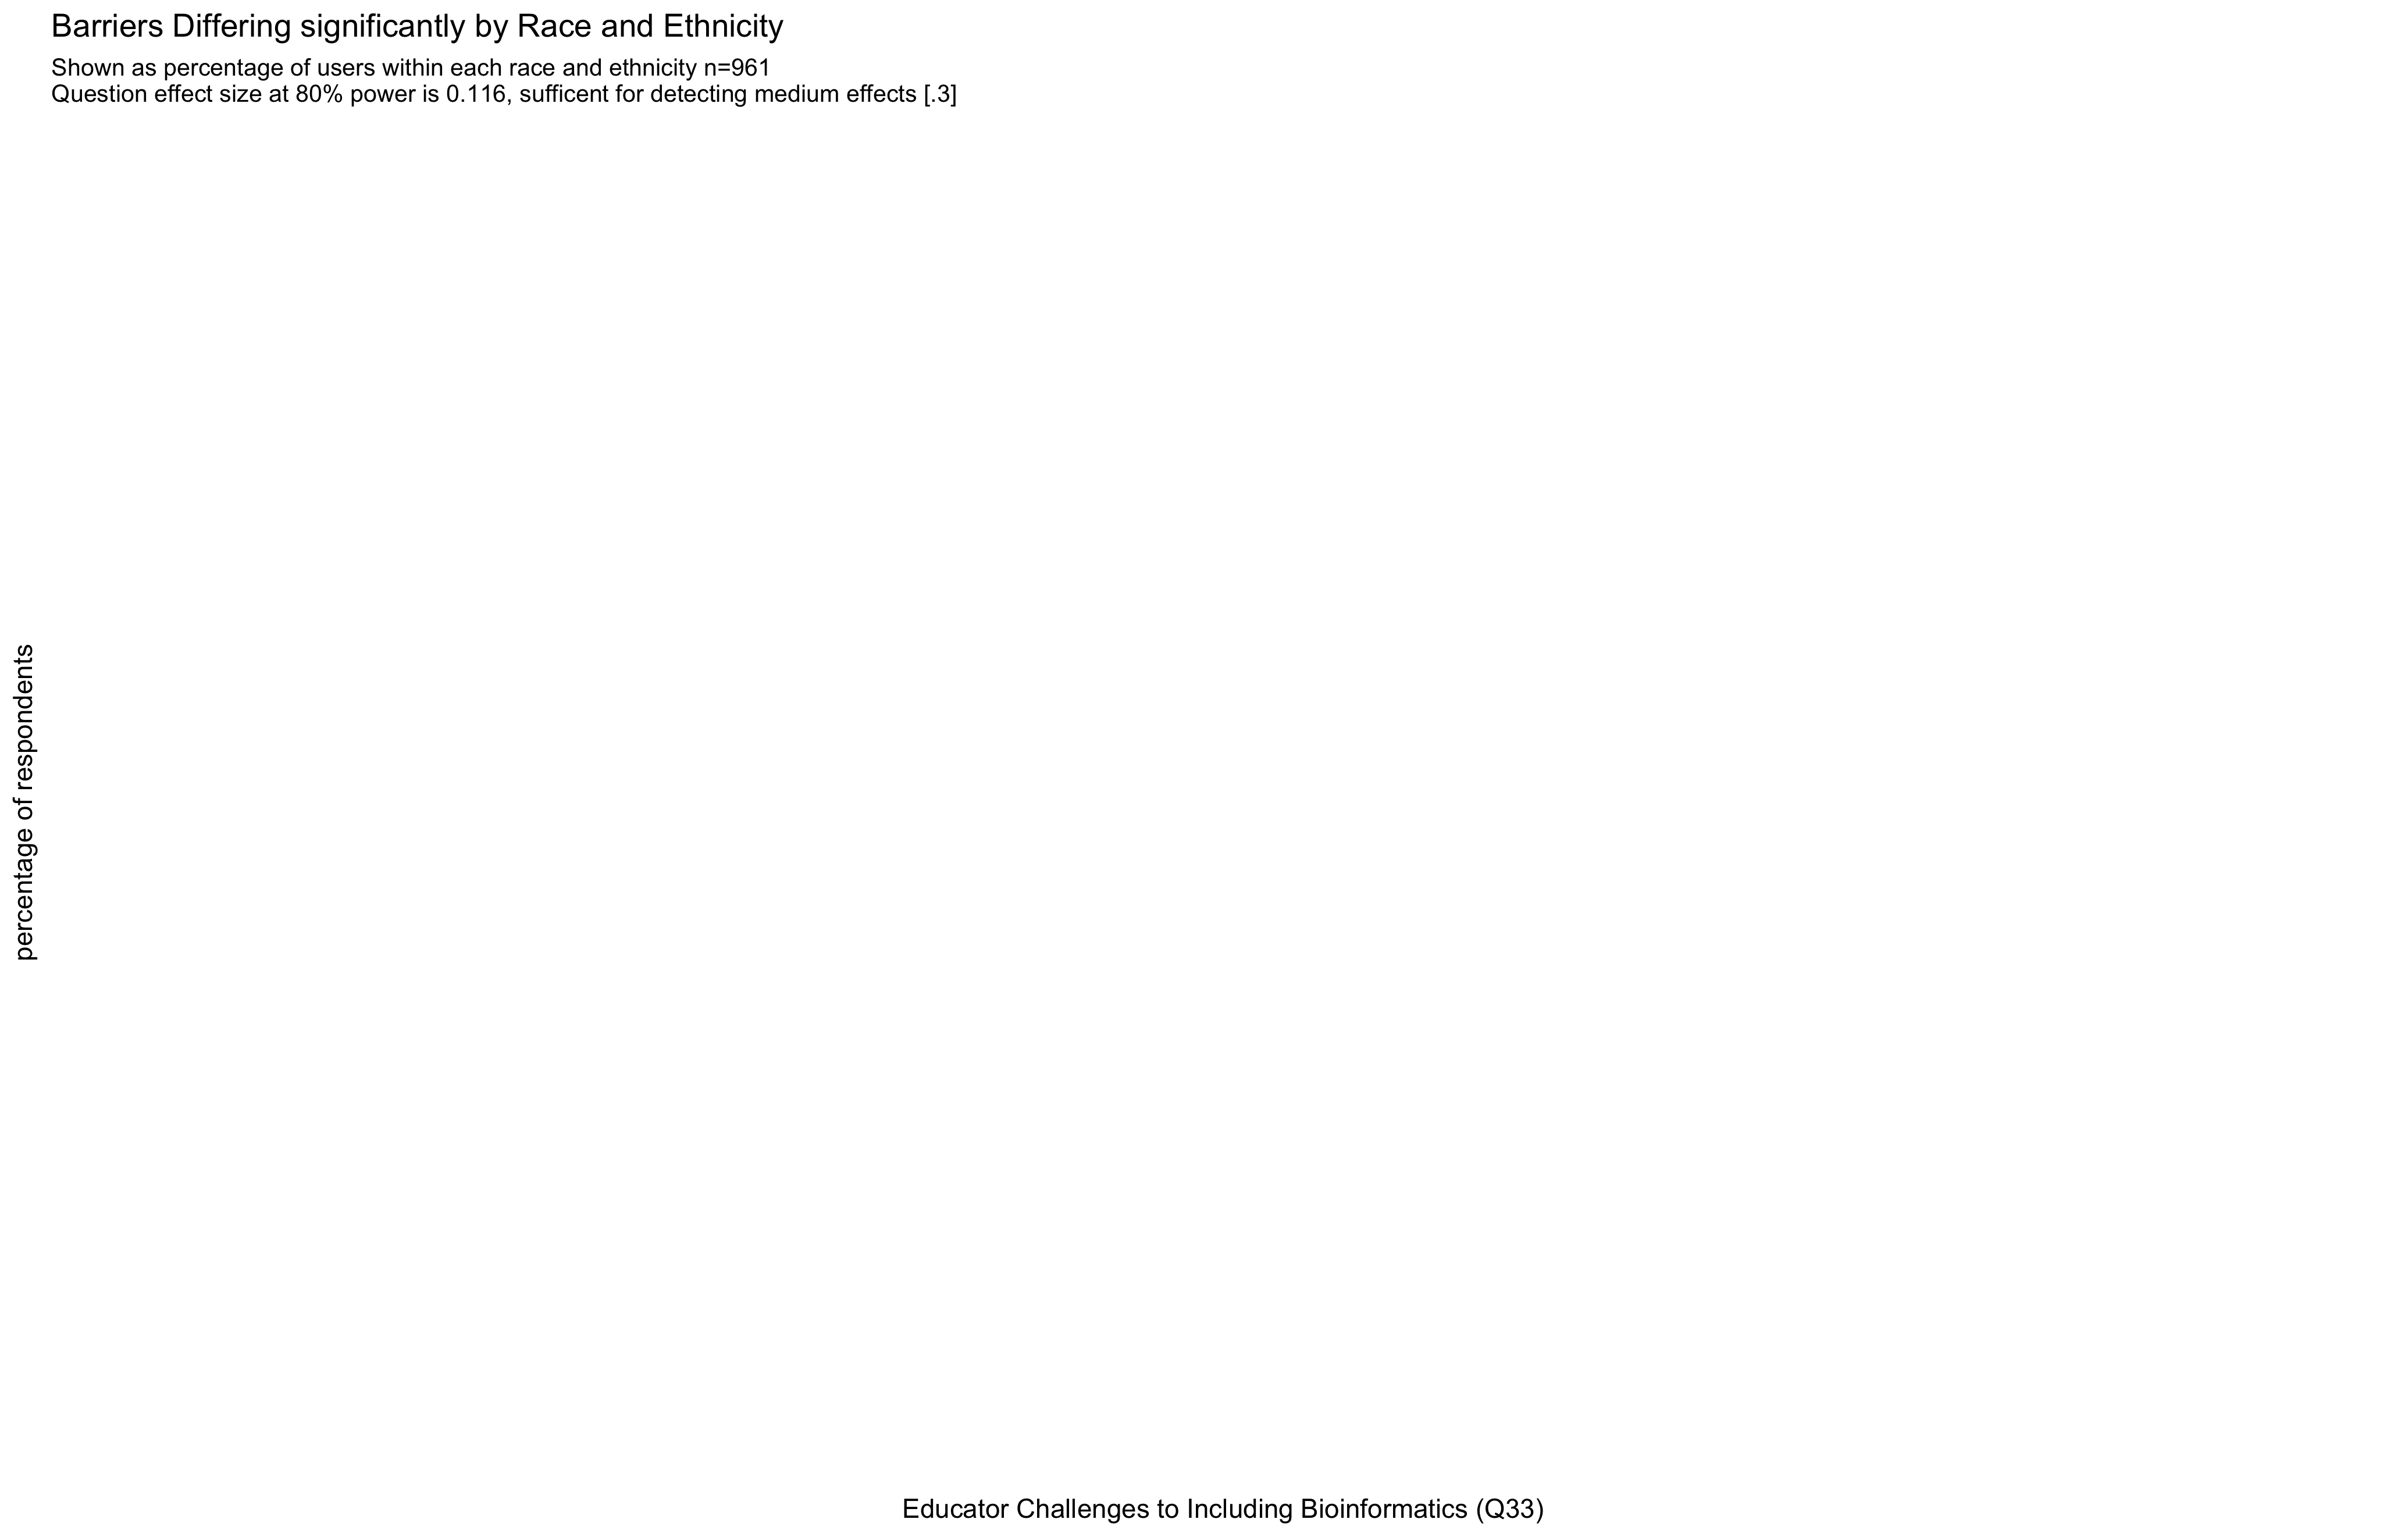 Barriers Differing significantly by Race and Ethnicity
Shown as percentage of users within each race and ethnicity n=961
Question effect size at 80% power is 0.116, sufficent for detecting medium effects [.3]
percentage of respondents
Educator Challenges to Including Bioinformatics (Q33)